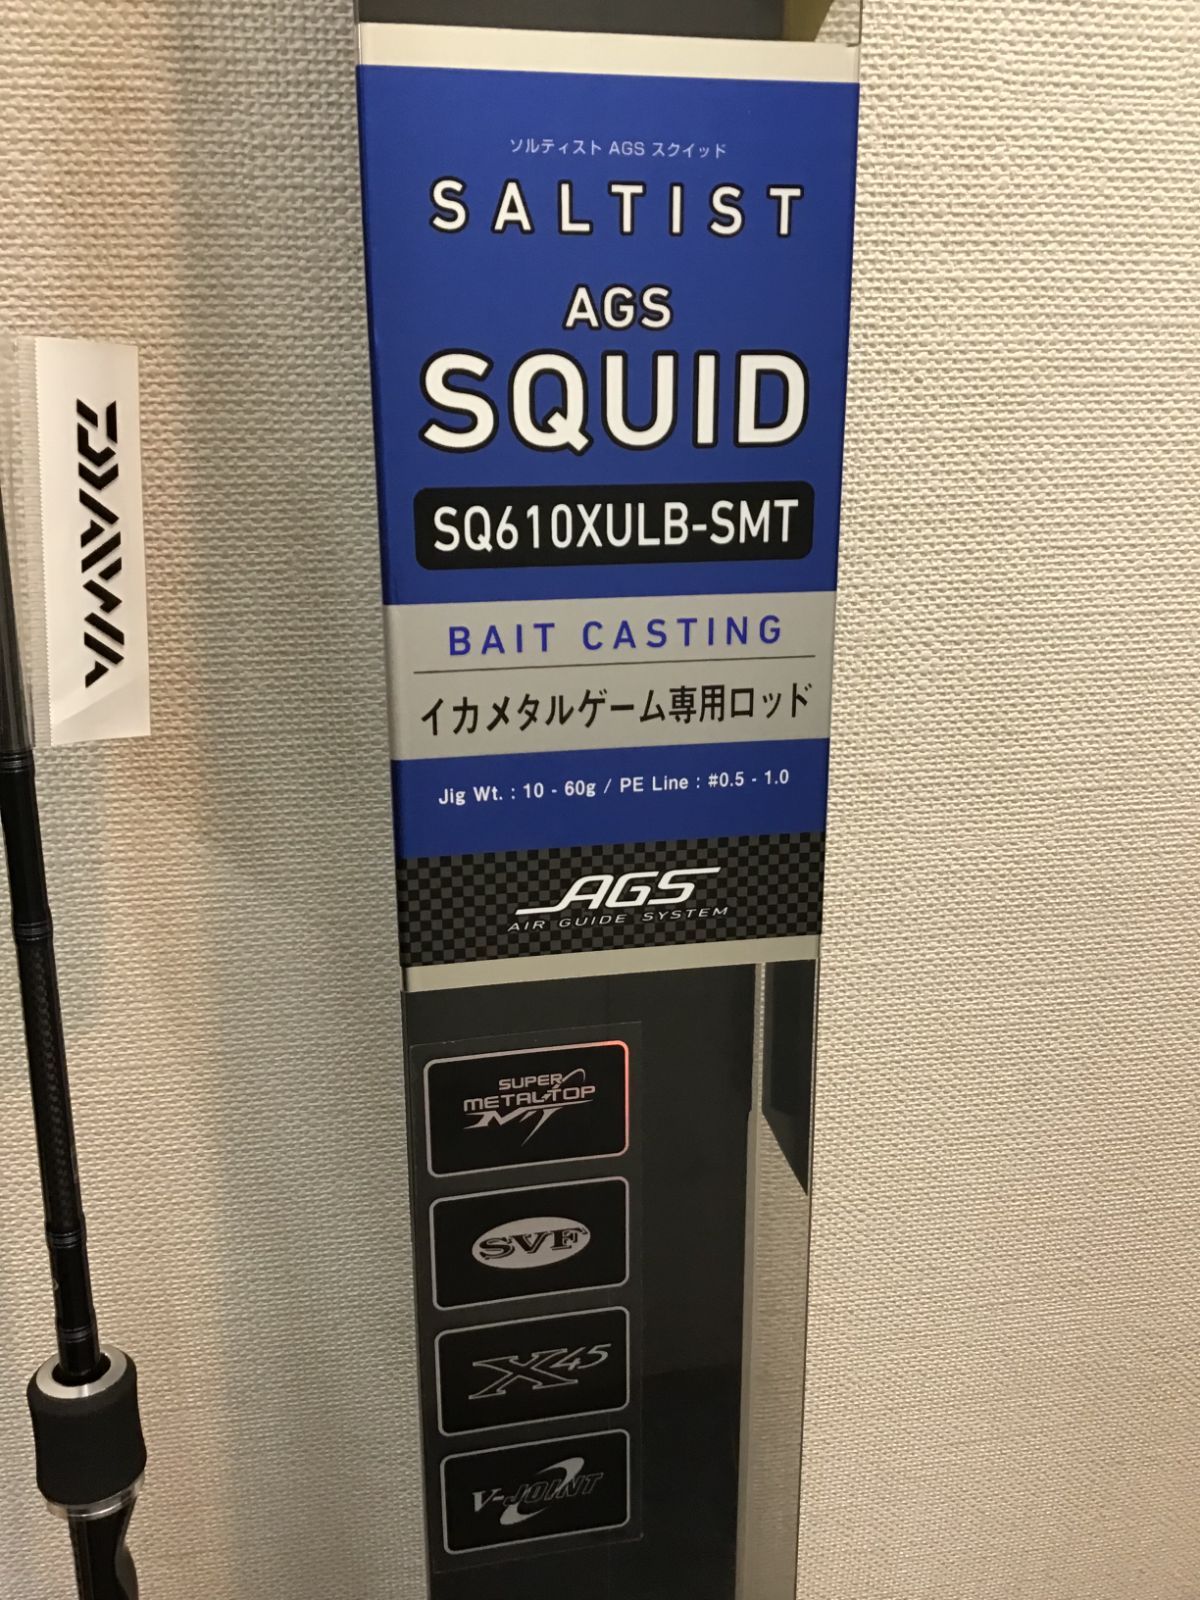 ソルティスト AGS スクイッド
SALTIST
AGS
SQUID
SQ610XULB-SMT
BAIT CASTING
イカメタルゲーム専用ロッド
Jig Wt. : 10 - 60g / PE Line : #0.5 - 1.0
AGS
AIR GUIDE SYSTEM
SUPER
METAL TOP
MT
SVF
X45
V-JOINT
DAIWA